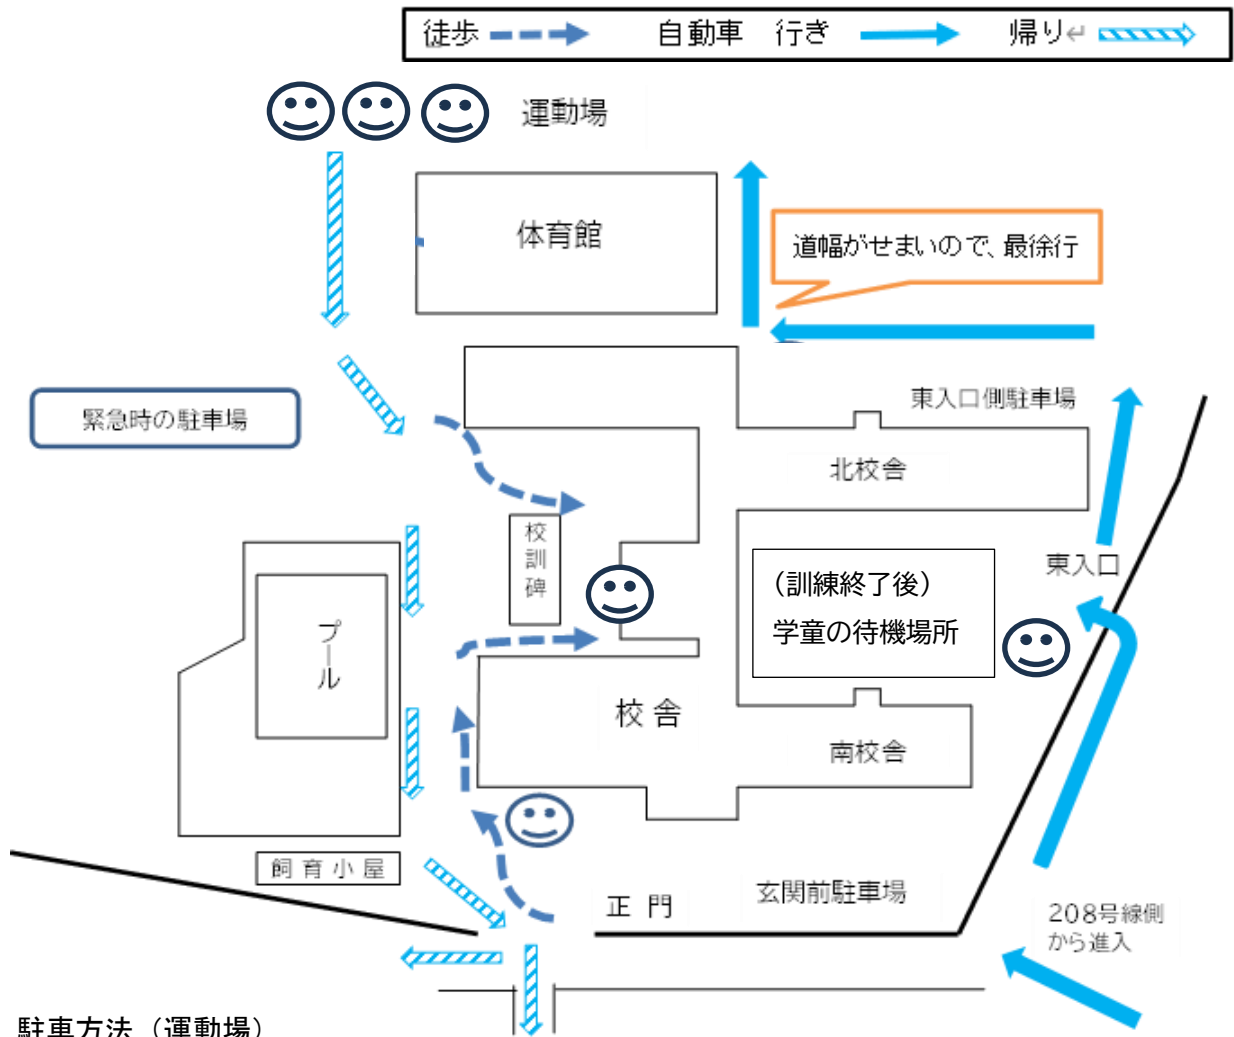 徒歩 自動車 行き 帰り↵
運動場
体育館
道幅がせまいので、最徐行
緊急時の駐車場
東入口側駐車場
北校舎
校訓碑
東入口
(訓練終了後)
学童の待機場所
プール
校舎
南校舎
飼育小屋
正門
玄関前駐車場
208号線側
から進入
駐車方法(運動場)